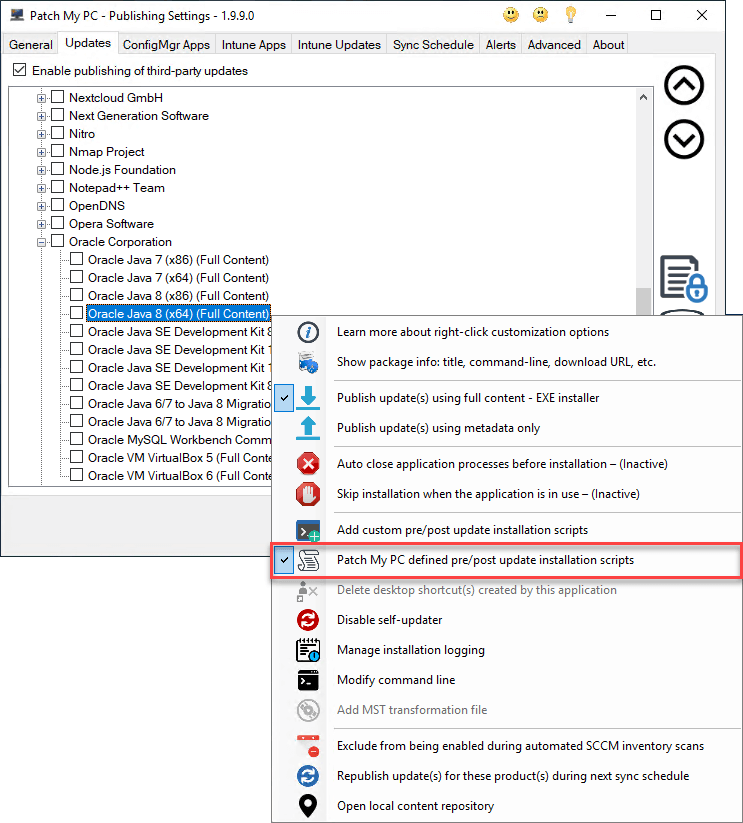 Patch My PC - Publishing Settings - 1.9.9.0
General Updates ConfigMgr Apps Intune Apps Intune Updates Sync Schedule Alerts Advanced About
Enable publishing of third-party updates
Nextcloud GmbH
Next Generation Software
Nitro
Nmap Project
Node.js Foundation
Notepad++ Team
OpenDNS
Opera Software
Oracle Corporation
Oracle Java 7 (x86) (Full Content)
Oracle Java 7 (x64) (Full Content)
Oracle Java 8 (x86) (Full Content)
Oracle Java 8 (x64) (Full Content)
Oracle Java SE Development Kit 8
Oracle Java SE Development Kit 1
Oracle Java SE Development Kit 1
Oracle Java SE Development Kit 8
Oracle Java 6/7 to Java 8 Migratio
Oracle Java 6/7 to Java 8 Migratio
Oracle MySQL Workbench Comm
Oracle VM VirtualBox 5 (Full Conte
Oracle VM VirtualBox 6 (Full Conte
Learn more about right-click customization options
Show package info: title, command-line, download URL, etc.
Publish update(s) using full content - EXE installer
Publish update(s) using metadata only
Auto close application processes before installation – (Inactive)
Skip installation when the application is in use – (Inactive)
Add custom pre/post update installation scripts
Patch My PC defined pre/post update installation scripts
Delete desktop shortcut(s) created by this application
Disable self-updater
Manage installation logging
Modify command line
Add MST transformation file
Exclude from being enabled during automated SCCM inventory scans
Republish update(s) for these product(s) during next sync schedule
Open local content repository